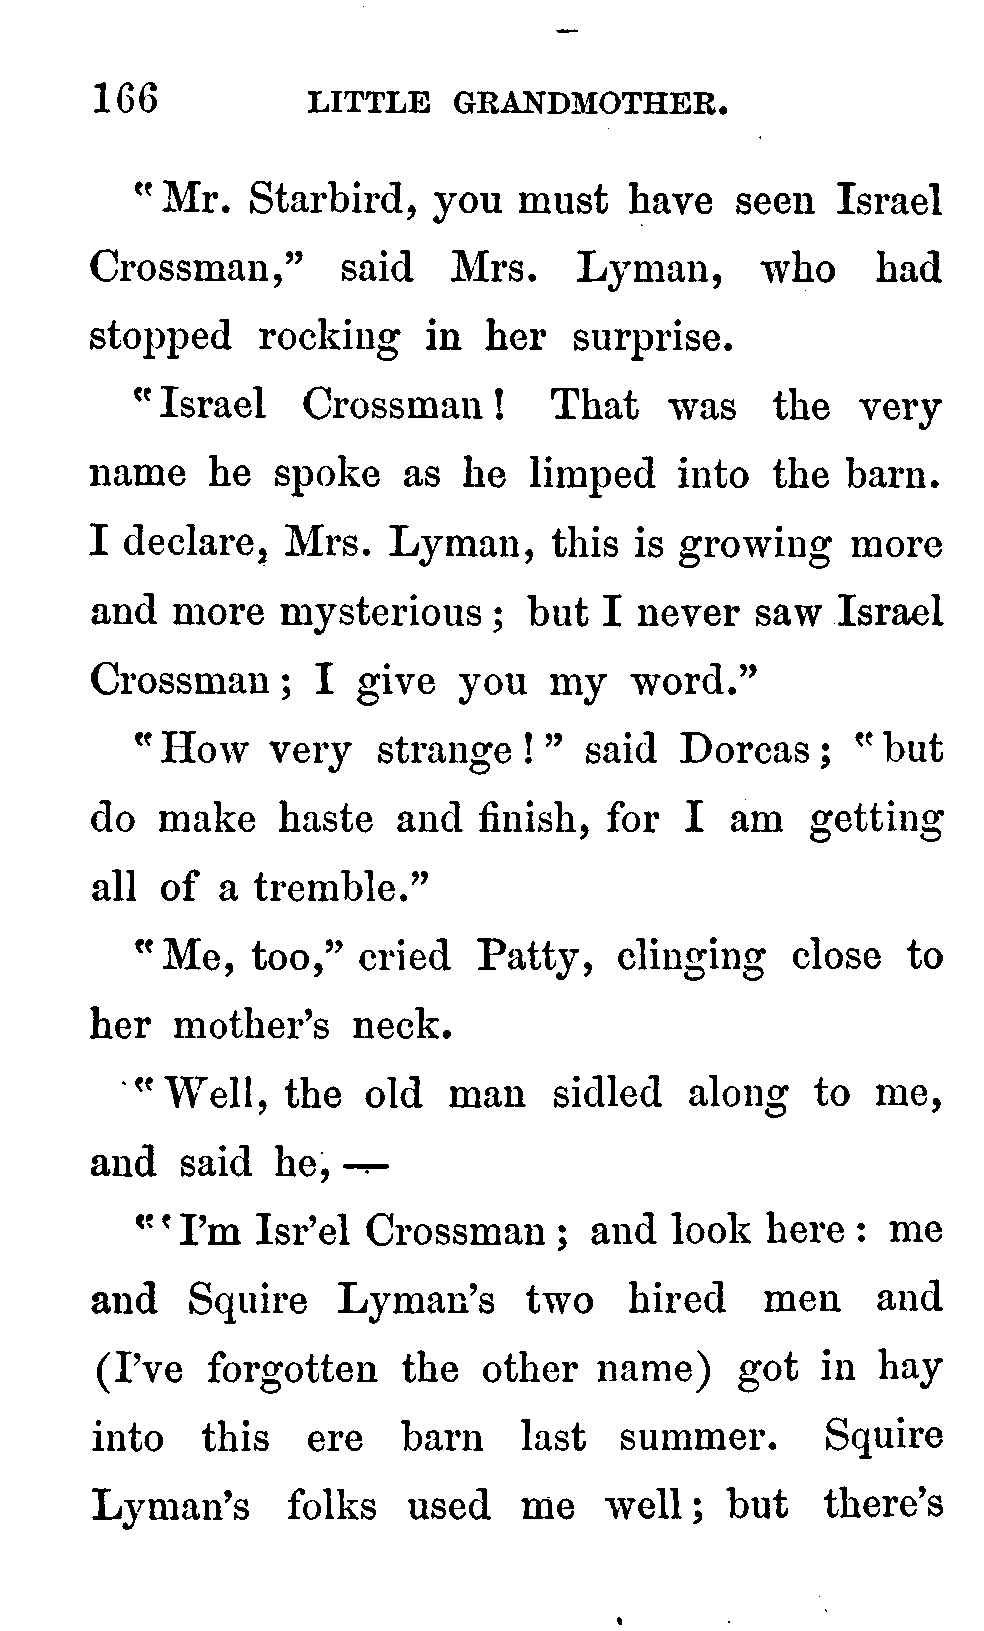 166 LITTLE GRANDMOTHER.
"Mr. Starbird, you must have seen Israel
Crossman," said Mrs. Lyman, who had
stopped rocking in her surprise.
"Israel Crossman! That was the very
name he spoke as he limped into the barn.
I declare, Mrs. Lyman, this is growing more
and more mysterious; but I never saw Israel
Crossman; I give you my word."
"How very strange!" said Dorcas; "but
do make haste and finish, for I am getting
all of a tremble."
"Me, too," cried Patty, clinging close to
her mother's neck.
"Well, the old man sidled along to me,
and said he,—
"'I'm Isr'el Crossman; and look here: me
and Squire Lyman's two hired men and
(I've forgotten the other name) got in hay
into this ere barn last summer. Squire
Lyman's folks used me well; but there's